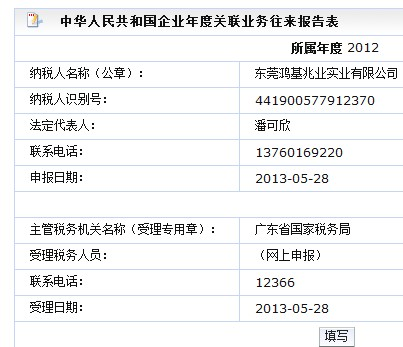 中华人民共和国企业年度关联业务往来报告表
所属年度 2012
纳税人名称（公章）： 东莞鸿基兆业实业有限公司
纳税人识别号： 441900577912370
法定代表人： 潘可欣
联系电话： 13760169220
申报日期： 2013-05-28
主管税务机关名称（受理专用章）： 广东省国家税务局
受理税务人员： （网上申报）
联系电话： 12366
受理日期： 2013-05-28
填写